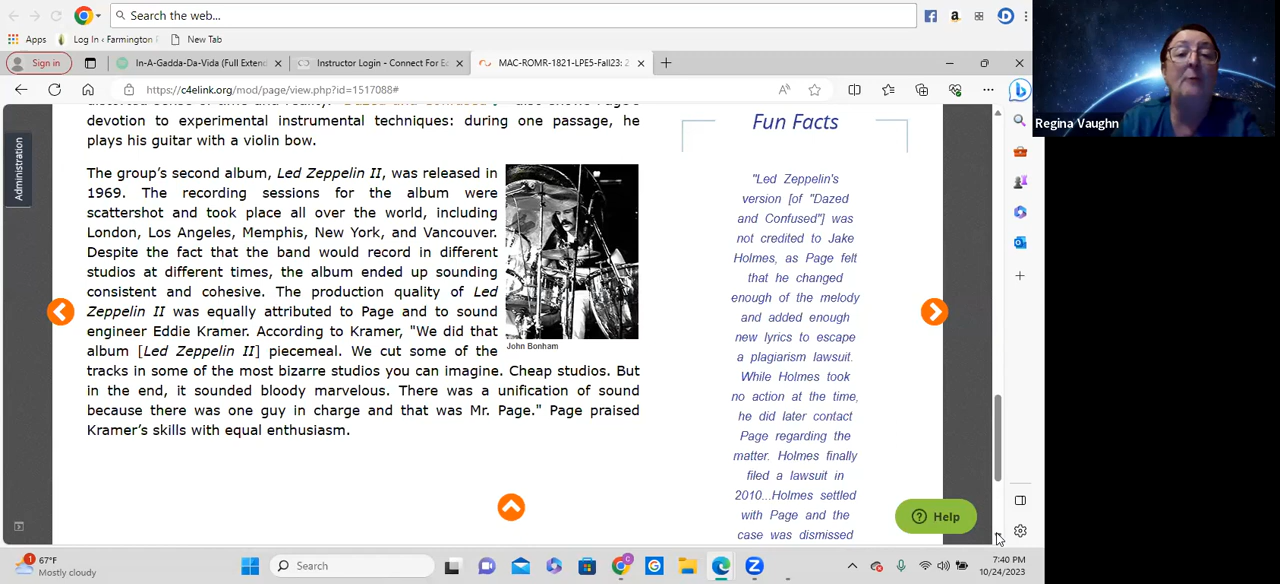 Search the web...
Apps
Log In ‹ Farmington
New Tab
Sign in
In-A-Gadda-Da-Vida (Full Extend
Instructor Login - Connect For Ea
MAC-ROMR-1821-LPE5-Fall23: 2
https://c4elink.org/mod/page/view.php?id=1517088#
Regina Vaughn
Administration
devotion to experimental instrumental techniques: during one passage, he
plays his guitar with a violin bow.
The group's second album, Led Zeppelin II, was released in
1969. The recording sessions for the album were
scattershot and took place all over the world, including
London, Los Angeles, Memphis, New York, and Vancouver.
Despite the fact that the band would record in different
studios at different times, the album ended up sounding
consistent and cohesive. The production quality of Led
Zeppelin II was equally attributed to Page and to sound
engineer Eddie Kramer. According to Kramer, "We did that
album [Led Zeppelin II] piecemeal. We cut some of the
tracks in some of the most bizarre studios you can imagine. Cheap studios. But
in the end, it sounded bloody marvelous. There was a unification of sound
because there was one guy in charge and that was Mr. Page." Page praised
Kramer's skills with equal enthusiasm.
John Bonham
Fun Facts
"Led Zeppelin's
version [of "Dazed
and Confused"] was
not credited to Jake
Holmes, as Page felt
that he changed
enough of the melody
and added enough
new lyrics to escape
a plagiarism lawsuit.
While Holmes took
no action at the time,
he did later contact
Page regarding the
matter. Holmes finally
filed a lawsuit in
2010...Holmes settled
with Page and the
case was dismissed
Help
67°F
Mostly cloudy
Search
7:40 PM
10/24/2023